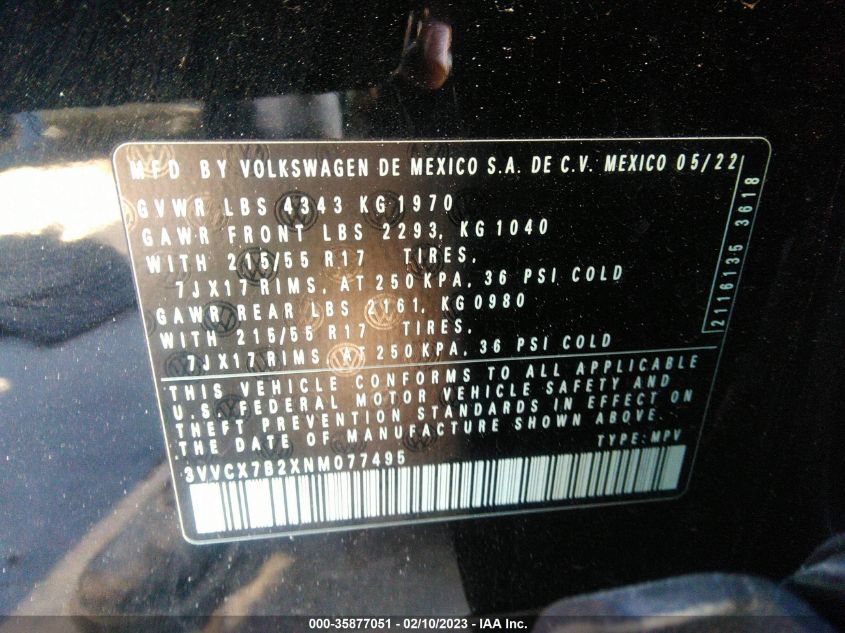 MFD BY VOLKSWAGEN DE MEXICO S.A. DE C.V. MEXICO 05/22
GVWR LBS 4343 KG 1970
GAWR FRONT LBS 2293, KG 1040
WITH 215/55 R17 TIRES,
7JX17 RIMS, AT 250 KPA, 36 PSI COLD
GAWR REAR LBS 2161, KG 0980
WITH 215/55 R17 TIRES,
7JX17 RIMS, AT 250 KPA, 36 PSI COLD
THIS VEHICLE CONFORMS TO ALL APPLICABLE
U.S. FEDERAL MOTOR VEHICLE SAFETY AND
THEFT PREVENTION STANDARDS IN EFFECT ON
THE DATE OF MANUFACTURE SHOWN ABOVE.
TYPE: MPV
3VVCX7B2XNM077495
2116135 3618
000-35877051 - 02/10/2023 - IAA Inc.